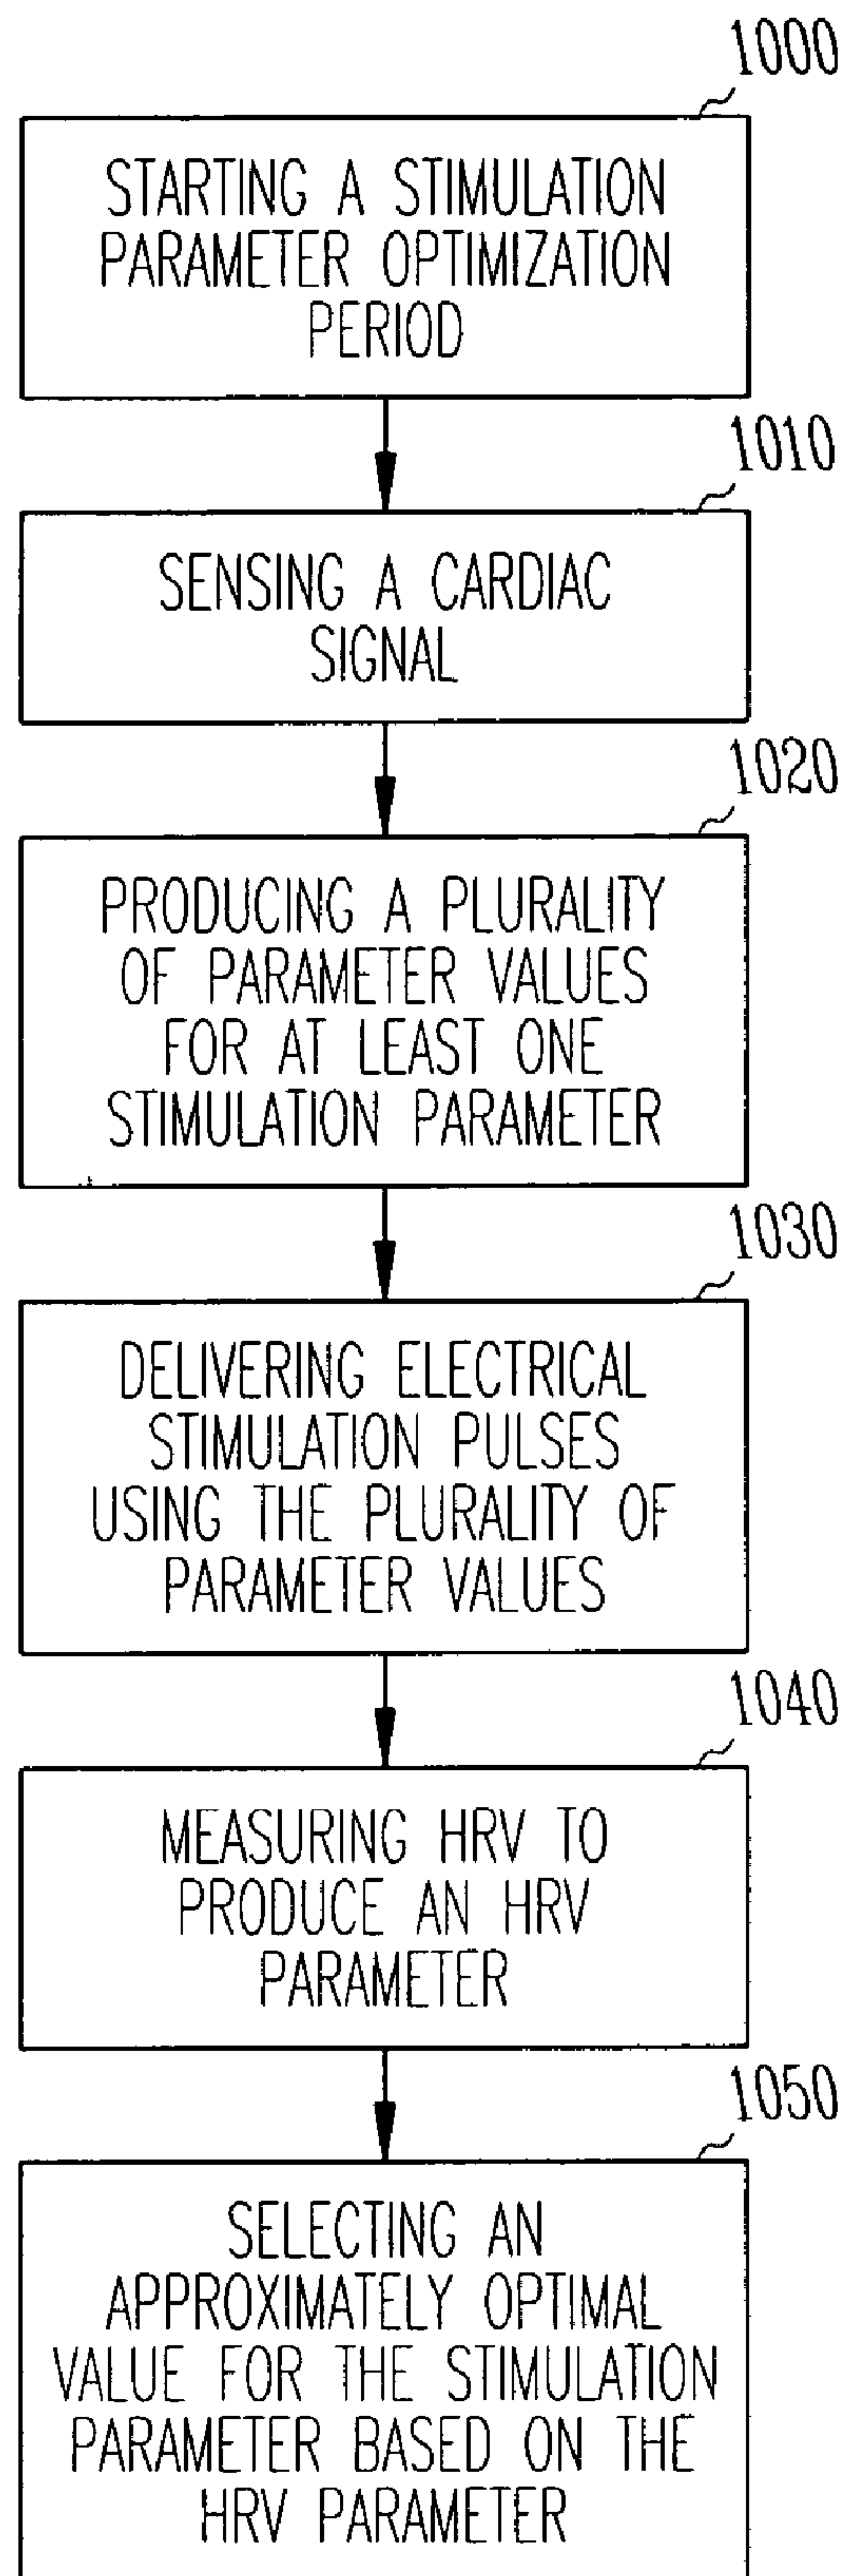 1000
STARTING A STIMULATION
PARAMETER OPTIMIZATION
PERIOD
1010
SENSING A CARDIAC
SIGNAL
1020
PRODUCING A PLURALITY
OF PARAMETER VALUES
FOR AT LEAST ONE
STIMULATION PARAMETER
1030
DELIVERING ELECTRICAL
STIMULATION PULSES
USING THE PLURALITY OF
PARAMETER VALUES
1040
MEASURING HRV TO
PRODUCE AN HRV
PARAMETER
1050
SELECTING AN
APPROXIMATELY OPTIMAL
VALUE FOR THE STIMULATION
PARAMETER BASED ON THE
HRV PARAMETER